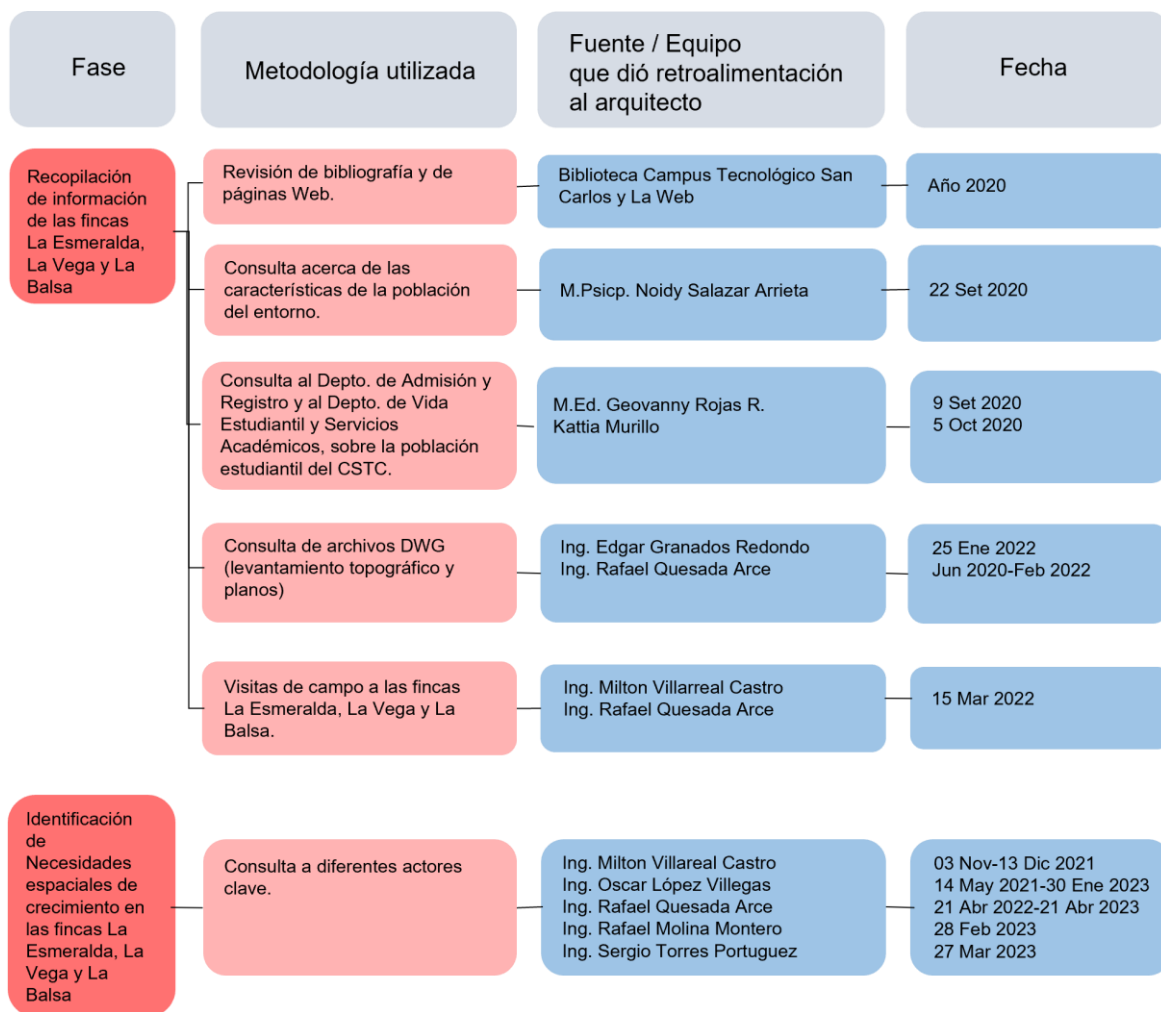 Fase
Metodología utilizada
Fuente / Equipo
que dió retroalimentación
al arquitecto
Fecha
Recopilación
de información
de las fincas
La Esmeralda,
La Vega y La
Balsa
Revisión de bibliografía y de
páginas Web.
Biblioteca Campus Tecnológico San
Carlos y La Web
Año 2020
Consulta acerca de las
características de la población
del entorno.
M.Psicp. Noidy Salazar Arrieta
22 Set 2020
Consulta al Depto. de Admisión y
Registro y al Depto. de Vida
Estudiantil y Servicios
Académicos, sobre la población
estudiantil del CSTC.
M.Ed. Geovanny Rojas R.
Kattia Murillo
9 Set 2020
5 Oct 2020
Consulta de archivos DWG
(levantamiento topográfico y
planos)
Ing. Edgar Granados Redondo
Ing. Rafael Quesada Arce
25 Ene 2022
Jun 2020-Feb 2022
Visitas de campo a las fincas
La Esmeralda, La Vega y La
Balsa.
Ing. Milton Villarreal Castro
Ing. Rafael Quesada Arce
15 Mar 2022
Identificación
de
Necesidades
espaciales de
crecimiento en
las fincas La
Esmeralda, La
Vega y La
Balsa
Consulta a diferentes actores
clave.
Ing. Milton Villareal Castro
Ing. Oscar López Villegas
Ing. Rafael Quesada Arce
Ing. Rafael Molina Montero
Ing. Sergio Torres Portuguez
03 Nov-13 Dic 2021
14 May 2021-30 Ene 2023
21 Abr 2022-21 Abr 2023
28 Feb 2023
27 Mar 2023